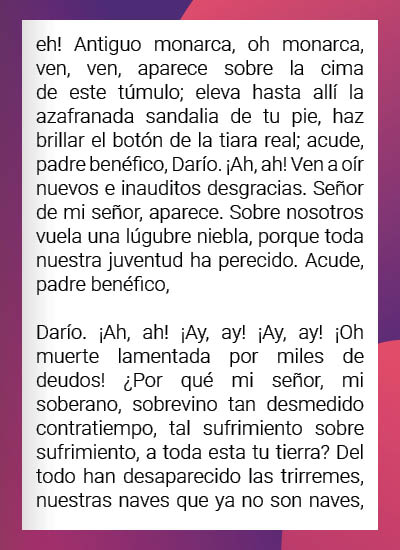 eh! Antiguo monarca, oh monarca,
ven, ven, aparece sobre la cima
de este túmulo; eleva hasta allí la
azafranada sandalia de tu pie, haz
brillar el botón de la tiara real; acude,
padre benéfico, Darío. ¡Ah, ah! Ven a oír
nuevos e inauditos desgracias. Señor
de mi señor, aparece. Sobre nosotros
vuela una lúgubre niebla, porque toda
nuestra juventud ha perecido. Acude,
padre benéfico,
Darío. ¡Ah, ah! ¡Ay, ay! ¡Ay, ay! ¡Oh
muerte lamentada por miles de
deudos! ¿Por qué mi señor, mi
soberano, sobrevino tan desmedido
contratiempo, tal sufrimiento sobre
sufrimiento, a toda esta tu tierra? Del
todo han desaparecido las trirremes,
nuestras naves que ya no son naves,